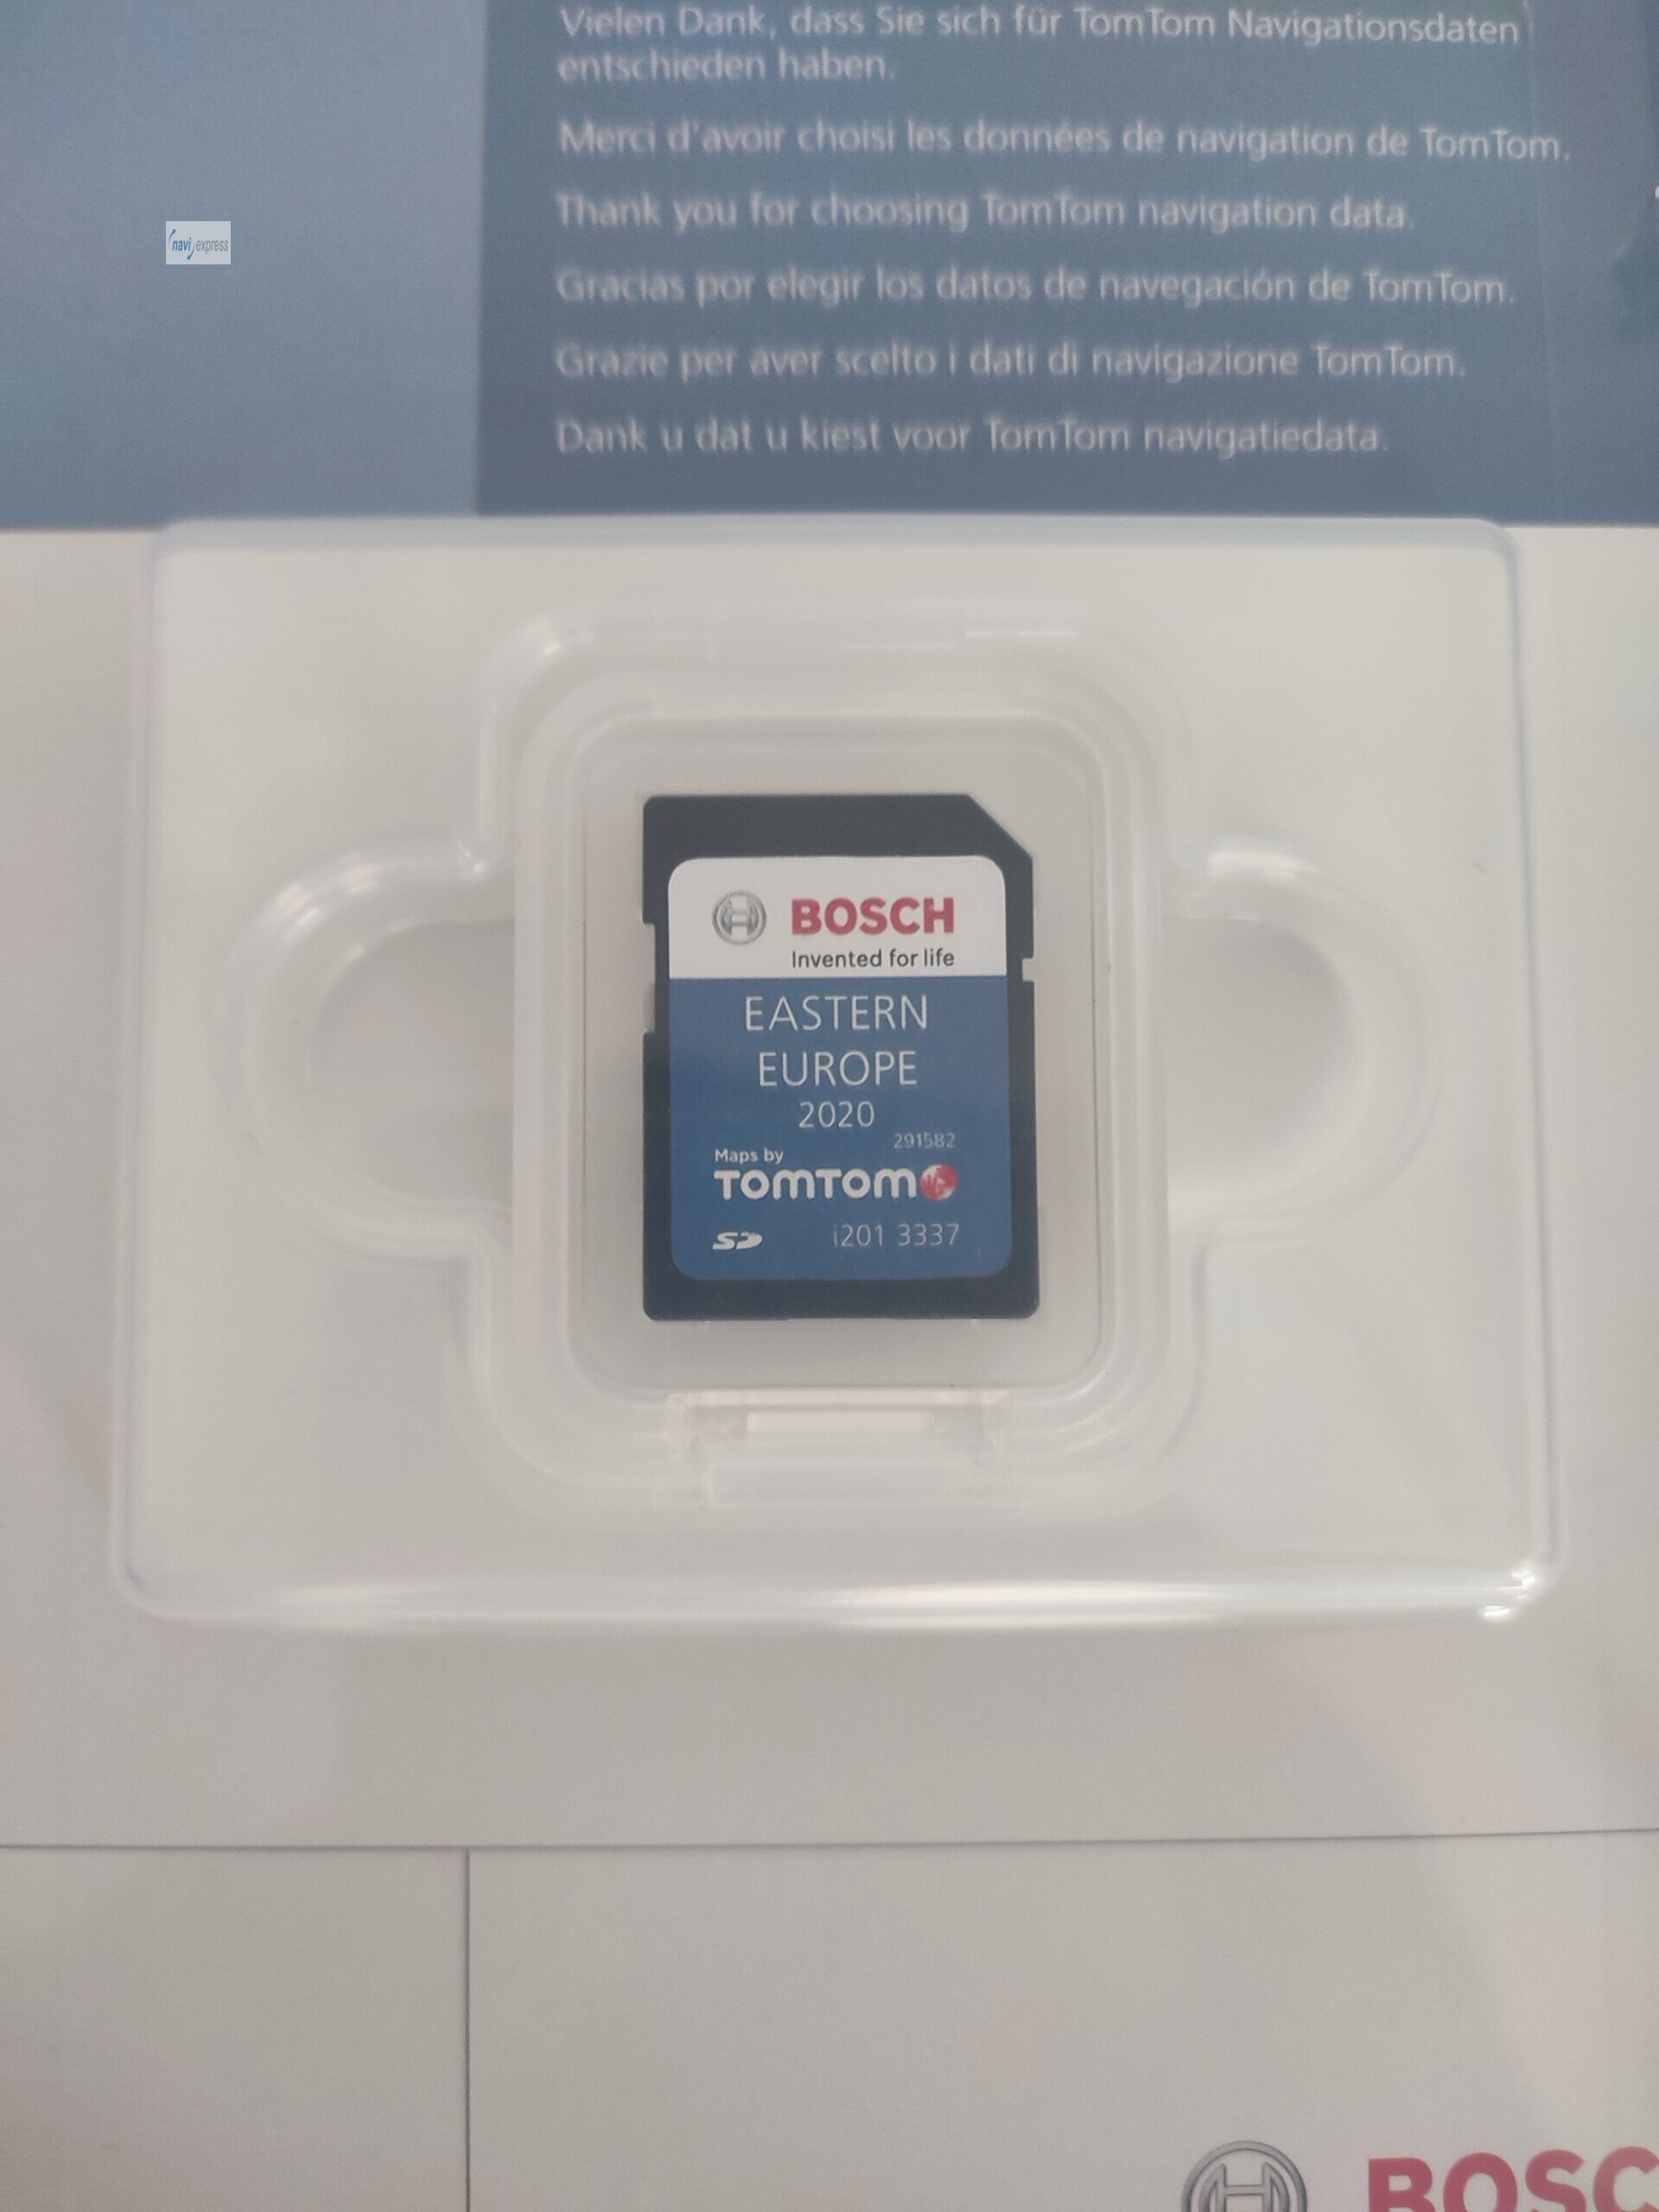 Vielen Dank, dass Sie sich für TomTom Navigationsdaten
entschieden haben.
Merci d'avoir choisi les données de navigation de TomTom.
Thank you for choosing TomTom navigation data.
navi express
Gracias por elegir los datos de navegación de TomTom.
Grazie per aver scelto i dati di navigazione TomTom.
Dank u dat u kiest voor TomTom navigatiedata.
BOSCH
Invented for life
EASTERN
EUROPE
2020
291582
Maps by
TOMTOM
SD
i201 3337
BOSC